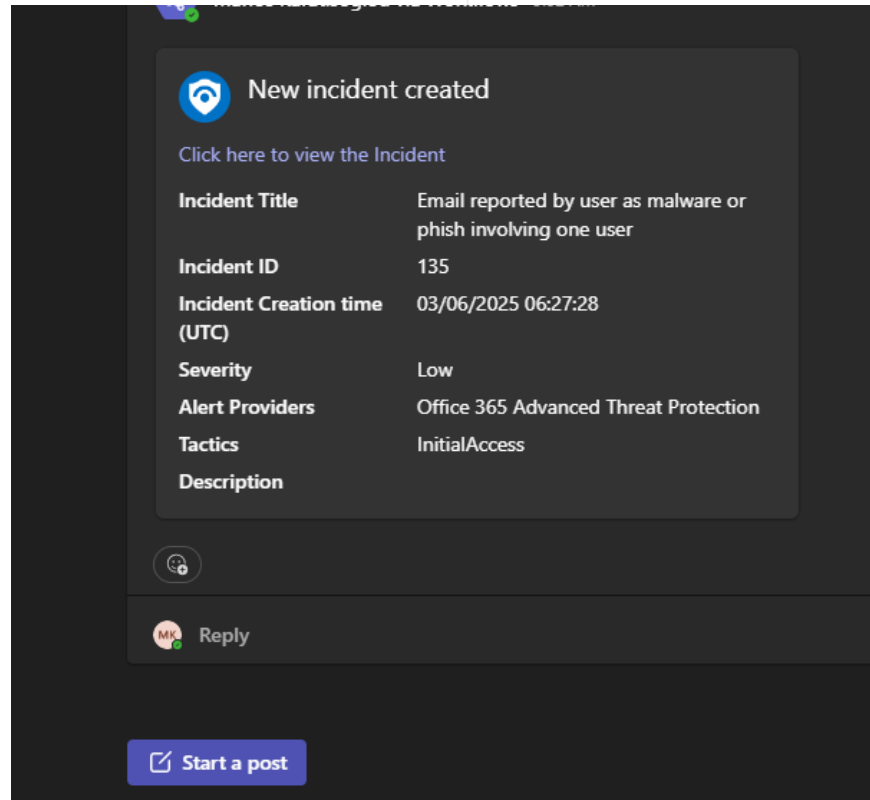 New incident created
Click here to view the Incident
Incident Title
Email reported by user as malware or
phish involving one user
Incident ID
135
Incident Creation time
(UTC)
03/06/2025 06:27:28
Severity
Low
Alert Providers
Office 365 Advanced Threat Protection
Tactics
InitialAccess
Description
MK
Reply
Start a post